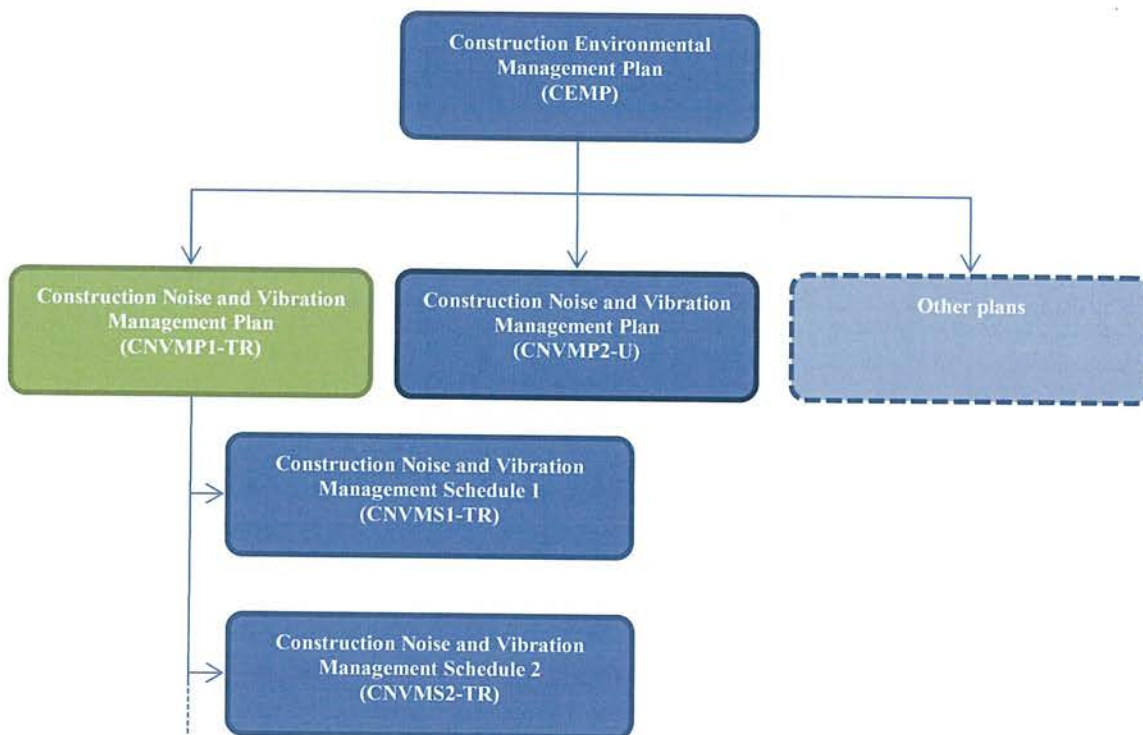 Construction Environmental
Management Plan
(CEMP)
Construction Noise and Vibration
Management Plan
(CNVMP1-TR)
Construction Noise and Vibration
Management Plan
(CNVMP2-U)
Other plans
Construction Noise and Vibration
Management Schedule 1
(CNVMS1-TR)
Construction Noise and Vibration
Management Schedule 2
(CNVMS2-TR)